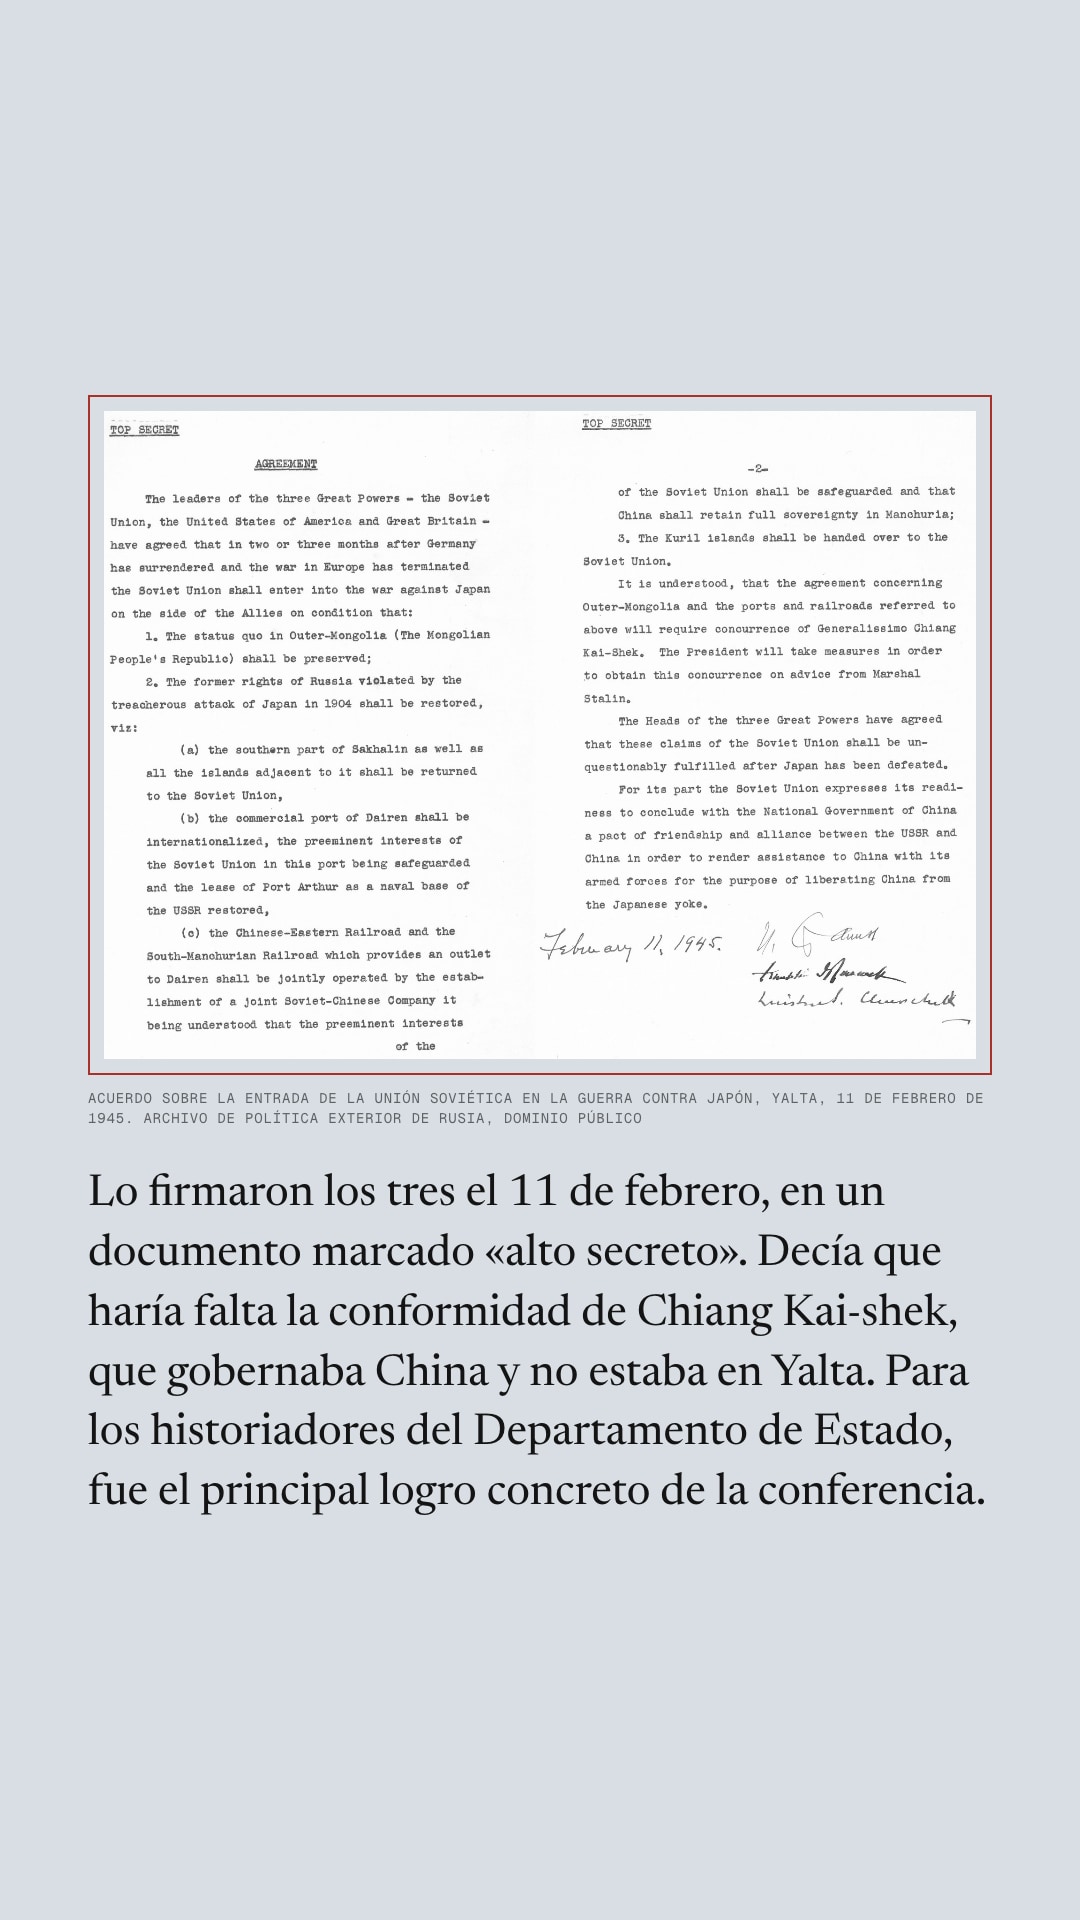 TOP SECRET
AGREEMENT
The leaders of the three Great Powers - the Soviet
Union, the United States of America and Great Britain -
have agreed that in two or three months after Germany
has surrendered and the war in Europe has terminated
the Soviet Union shall enter into the war against Japan
on the side of the Allies on condition that:
1. The status quo in Outer-Mongolia (The Mongolian
People's Republic) shall be preserved;
2. The former rights of Russia violated by the
treacherous attack of Japan in 1904 shall be restored,
viz:
(a) the southern part of Sakhalin as well as
all the islands adjacent to it shall be returned
to the Soviet Union,
(b) the commercial port of Dairen shall be
internationalized, the preeminent interests of
the Soviet Union in this port being safeguarded
and the lease of Port Arthur as a naval base of
the USSR restored,
(c) the Chinese-Eastern Railroad and the
South-Manchurian Railroad which provides an outlet
to Dairen shall be jointly operated by the estab-
lishment of a joint Soviet-Chinese Company it
being understood that the preeminent interests
of the
TOP SECRET
-2-
of the Soviet Union shall be safeguarded and that
China shall retain full sovereignty in Manchuria;
3. The Kuril islands shall be handed over to the
Soviet Union.
It is understood, that the agreement concerning
Outer-Mongolia and the ports and railroads referred to
above will require concurrence of Generalissimo Chiang
Kai-Shek. The President will take measures in order
to obtain this concurrence on advice from Marshal
Stalin.
The Heads of the three Great Powers have agreed
that these claims of the Soviet Union shall be un-
questionably fulfilled after Japan has been defeated.
For its part the Soviet Union expresses its readi-
ness to conclude with the National Government of China
a pact of friendship and alliance between the USSR and
China in order to render assistance to China with its
armed forces for the purpose of liberating China from
the Japanese yoke.
February 11, 1945.
ACUERDO SOBRE LA ENTRADA DE LA UNIÓN SOVIÉTICA EN LA GUERRA CONTRA JAPÓN, YALTA, 11 DE FEBRERO DE
1945. ARCHIVO DE POLÍTICA EXTERIOR DE RUSIA, DOMINIO PÚBLICO
Lo firmaron los tres el 11 de febrero, en un
documento marcado «alto secreto». Decía que
haría falta la conformidad de Chiang Kai-shek,
que gobernaba China y no estaba en Yalta. Para
los historiadores del Departamento de Estado,
fue el principal logro concreto de la conferencia.